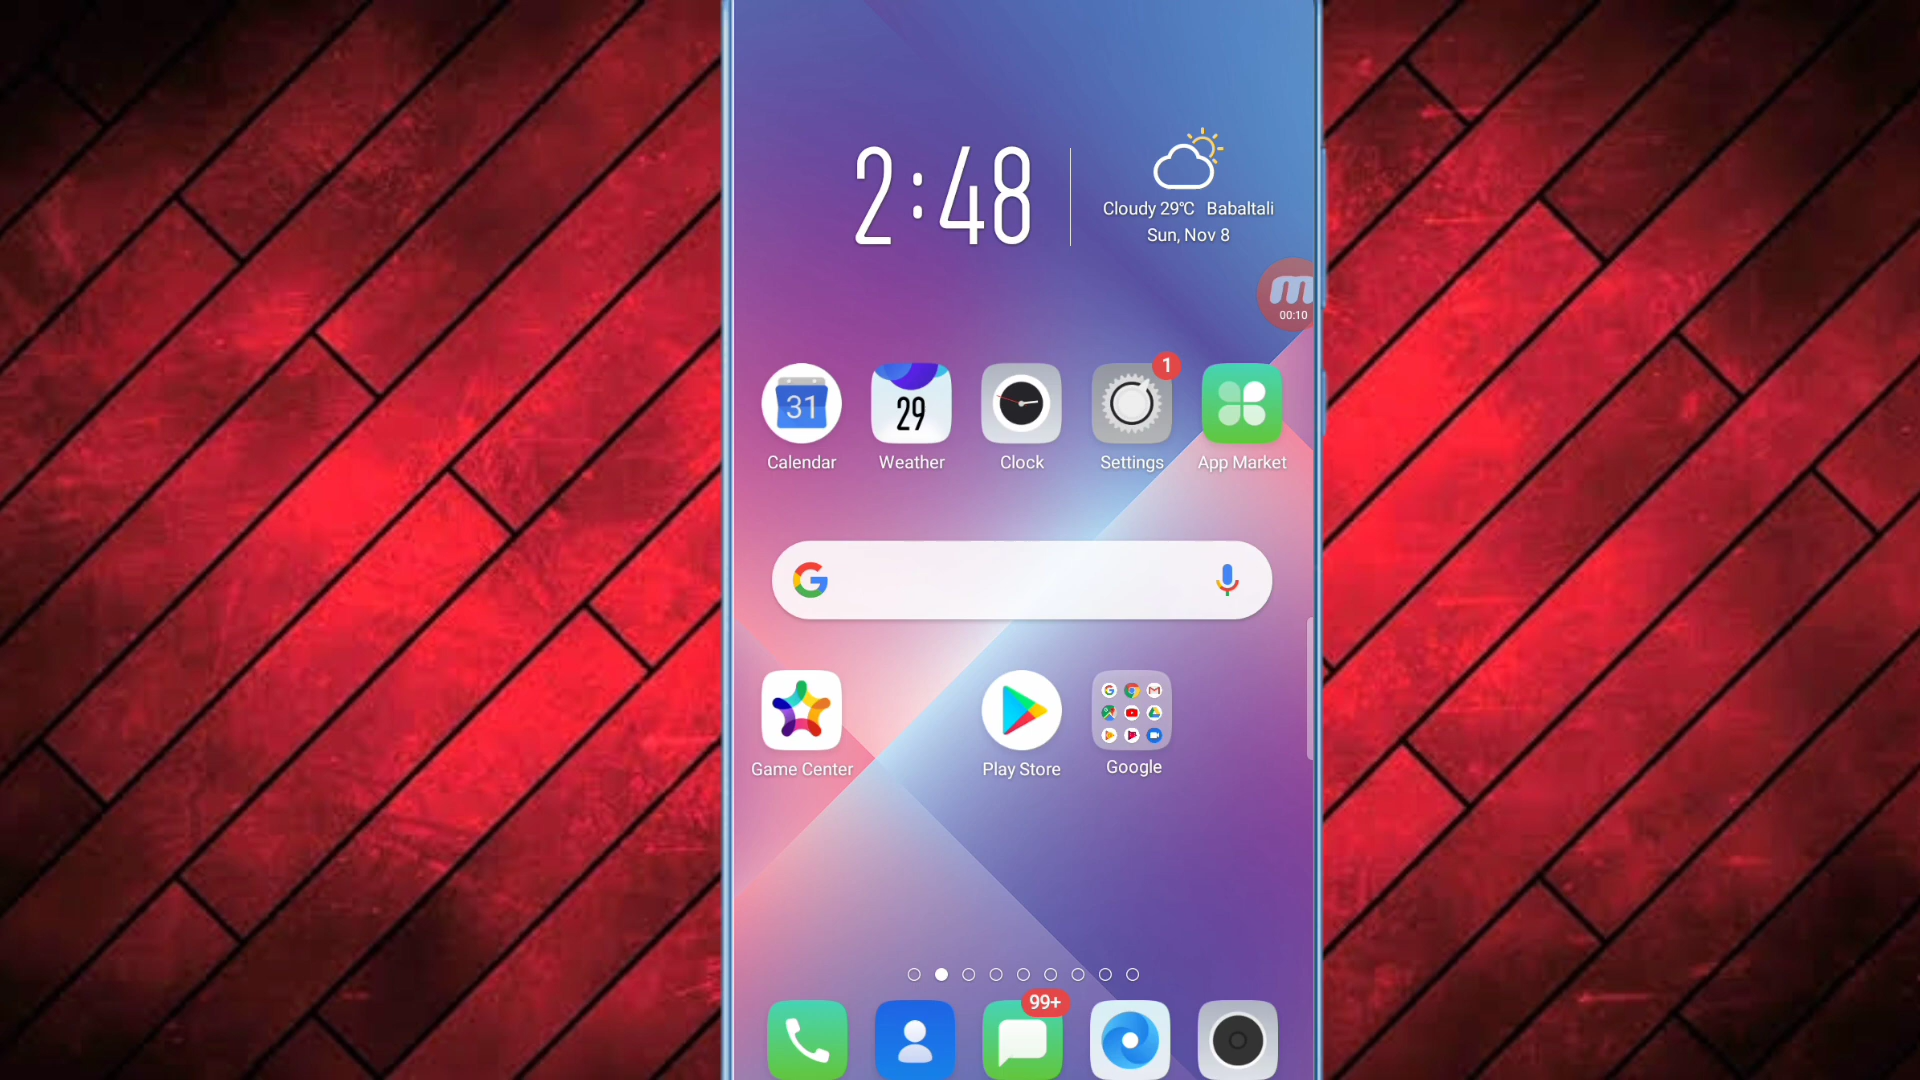 2:48
Cloudy 29℃ Babaltali
Sun, Nov 8
00:10
1
31
29
Calendar
Weather
Clock
Settings
App Market
Game Center
Play Store
Google
99+